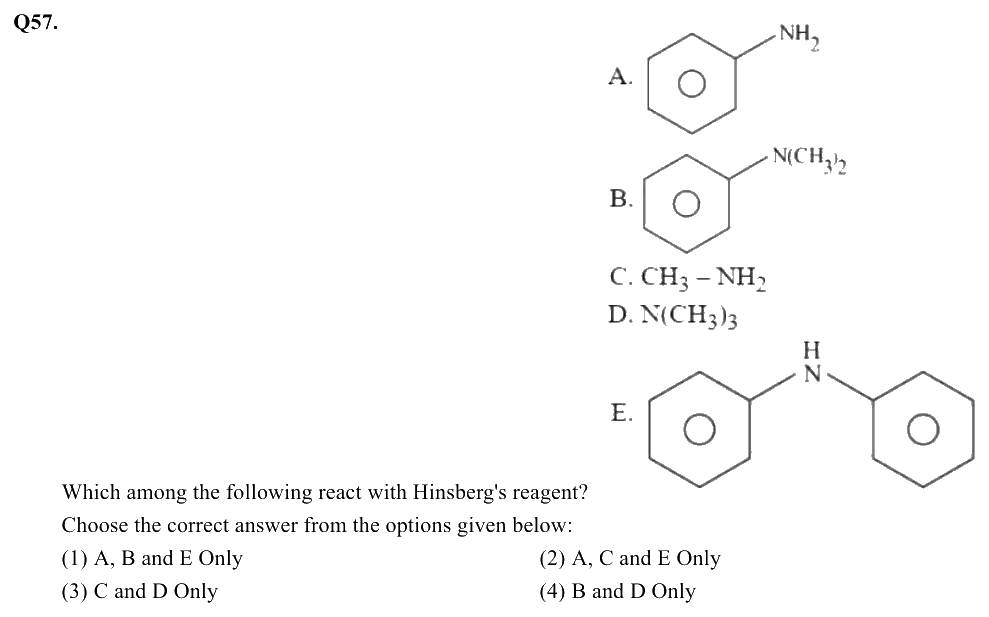 Q57.
NH₂
A.
N(CH₃)₂
B.
C. CH₃ – NH₂
D. N(CH₃)₃
H
N
E.
Which among the following react with Hinsberg's reagent?
Choose the correct answer from the options given below:
(1) A, B and E Only (2) A, C and E Only
(3) C and D Only (4) B and D Only